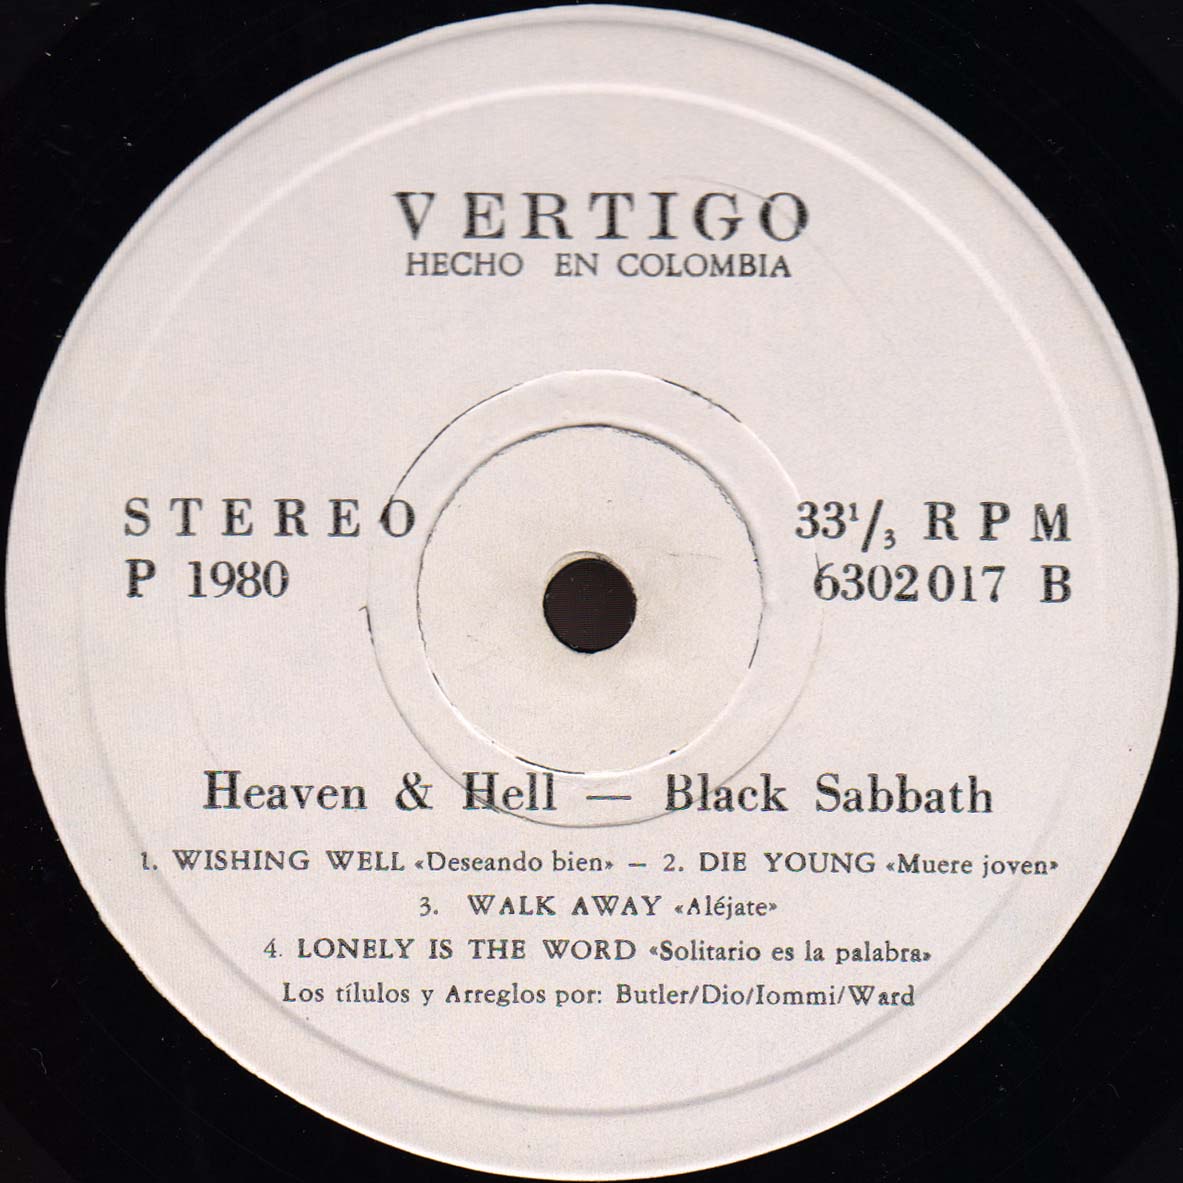 VERTIGO
HECHO EN COLOMBIA
STEREO
P 1980
33 1/3 RPM
6302017 B
Heaven & Hell — Black Sabbath
1. WISHING WELL «Deseando bien» – 2. DIE YOUNG «Muere joven»
3. WALK AWAY «Aléjate»
4. LONELY IS THE WORD «Solitario es la palabra»
Los tílulos y Arreglos por: Butler/Dio/Iommi/Ward